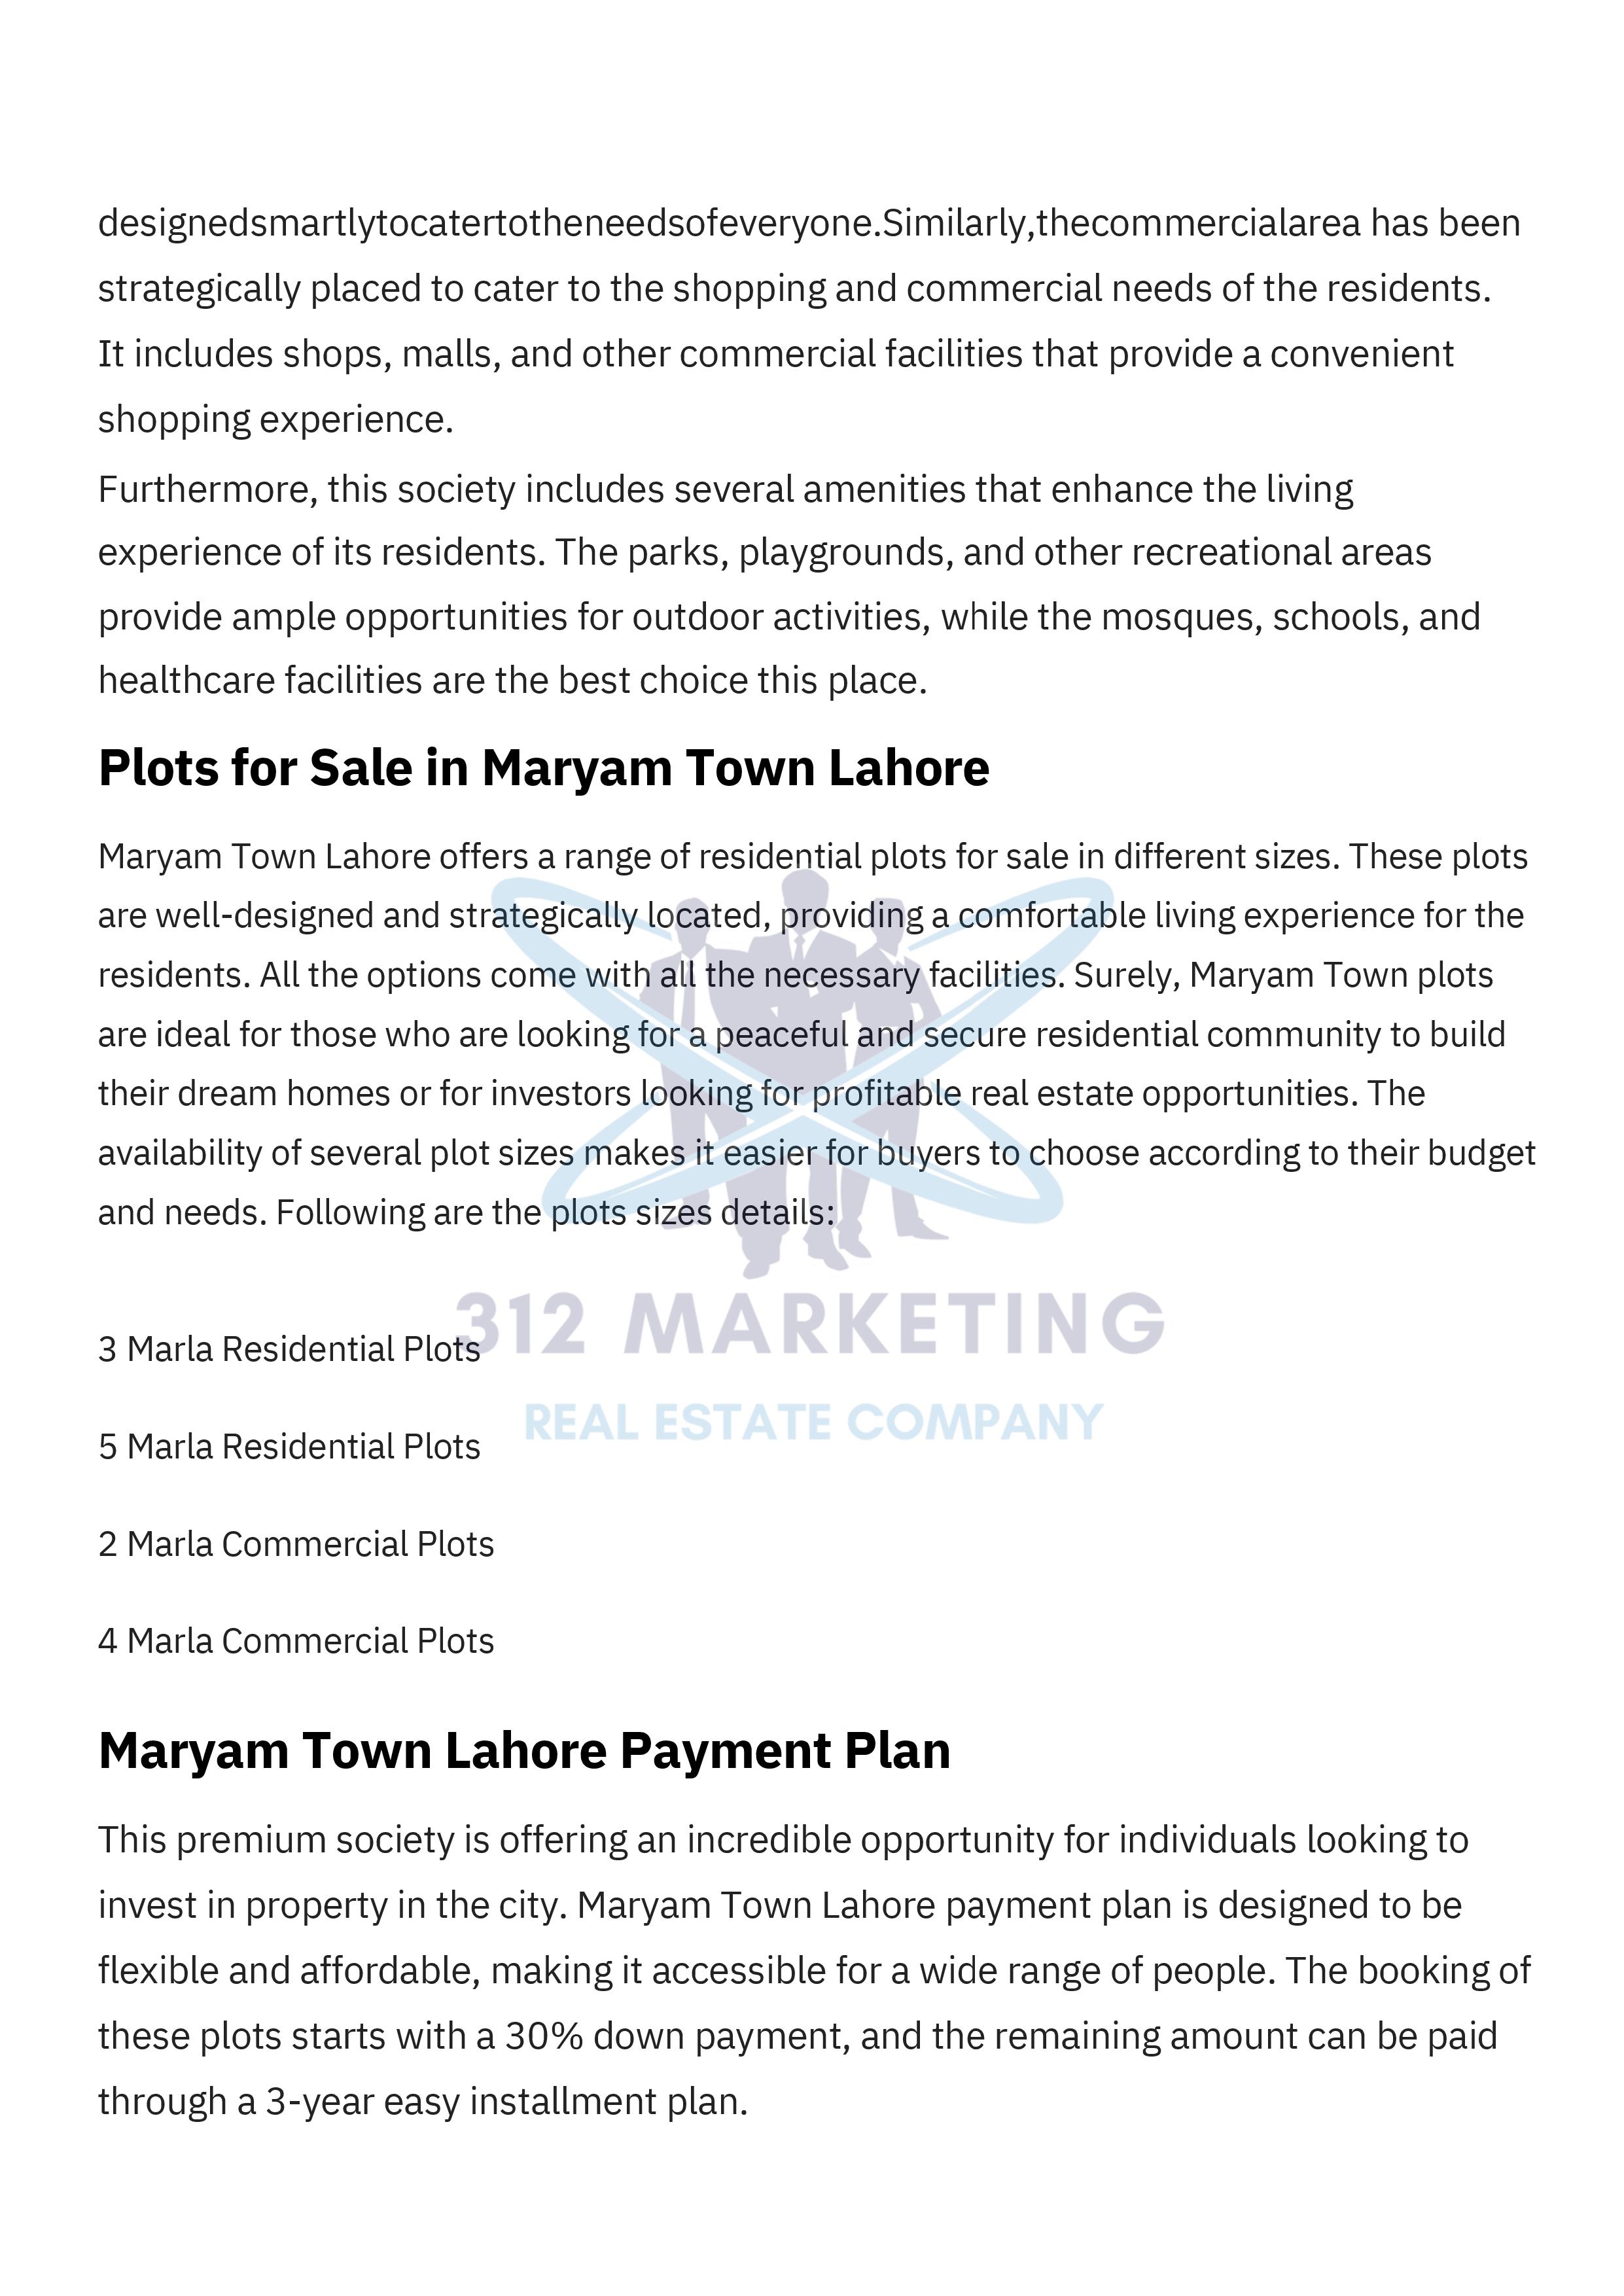 designedsmartlytocatertotheneedsofeveryone.Similarly,thecommercialarea has been
strategically placed to cater to the shopping and commercial needs of the residents.
It includes shops, malls, and other commercial facilities that provide a convenient
shopping experience.
Furthermore, this society includes several amenities that enhance the living
experience of its residents. The parks, playgrounds, and other recreational areas
provide ample opportunities for outdoor activities, while the mosques, schools, and
healthcare facilities are the best choice this place.
Plots for Sale in Maryam Town Lahore
Maryam Town Lahore offers a range of residential plots for sale in different sizes. These plots
are well-designed and strategically located, providing a comfortable living experience for the
residents. All the options come with all the necessary facilities. Surely, Maryam Town plots
are ideal for those who are looking for a peaceful and secure residential community to build
their dream homes or for investors looking for profitable real estate opportunities. The
availability of several plot sizes makes it easier for buyers to choose according to their budget
and needs. Following are the plots sizes details:
312 MARKETING
3 Marla Residential Plots
REAL ESTATE COMPANY
5 Marla Residential Plots
2 Marla Commercial Plots
4 Marla Commercial Plots
Maryam Town Lahore Payment Plan
This premium society is offering an incredible opportunity for individuals looking to
invest in property in the city. Maryam Town Lahore payment plan is designed to be
flexible and affordable, making it accessible for a wide range of people. The booking of
these plots starts with a 30% down payment, and the remaining amount can be paid
through a 3-year easy installment plan.